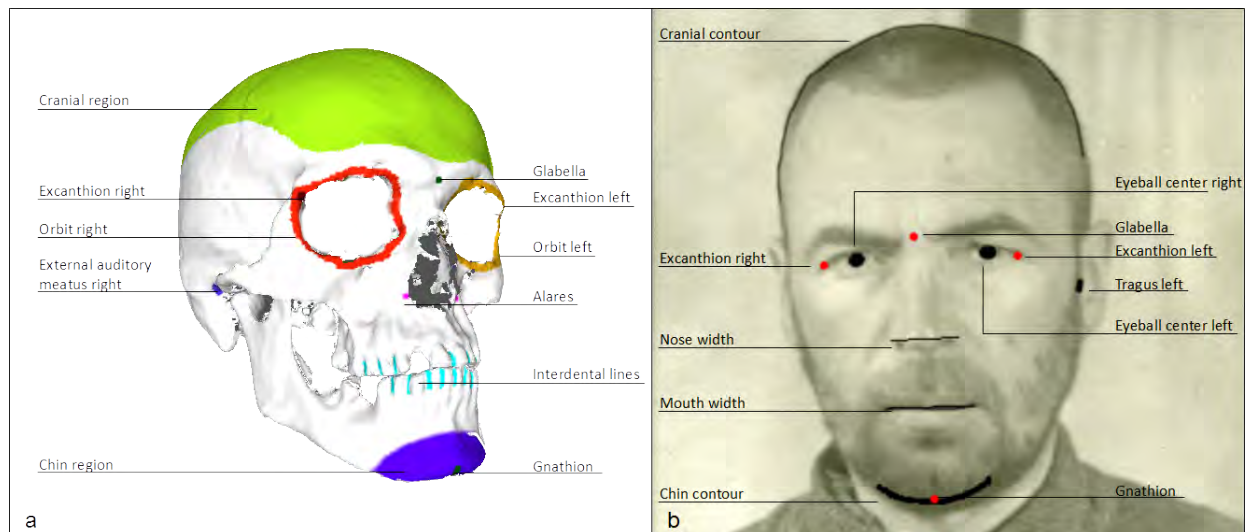 Cranial region
Excanthion right
Orbit right
External auditory
meatus right
Chin region
Glabella
Excanthion left
Orbit left
Alares
Interdental lines
Gnathion
a
Cranial contour
Excanthion right
Nose width
Mouth width
Chin contour
Eyeball center right
Glabella
Excanthion left
Tragus left
Eyeball center left
Gnathion
b